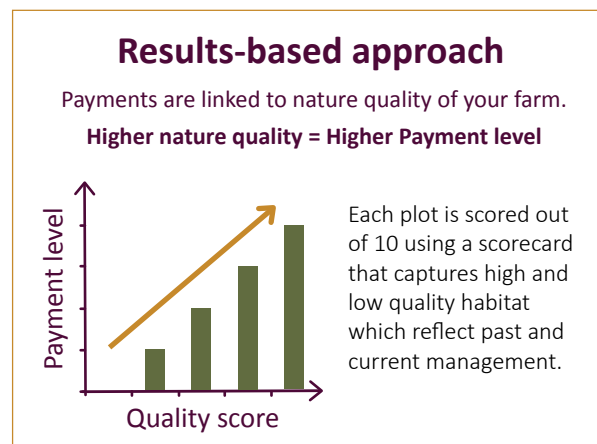 Results-based approach
Payments are linked to nature quality of your farm.
Higher nature quality = Higher Payment level
Payment level
Quality score
Each plot is scored out
of 10 using a scorecard
that captures high and
low quality habitat
which reflect past and
current management.